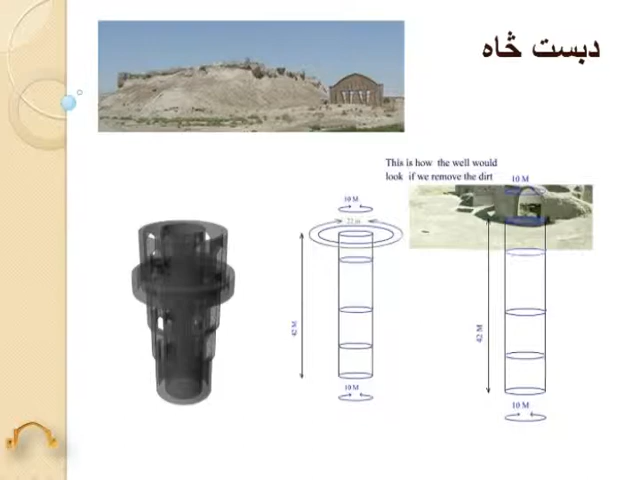 دبست څاه
This is how the well would
look if we remove the dirt
10 M
10 M
22 m
42 M
42 M
10 M
10 M